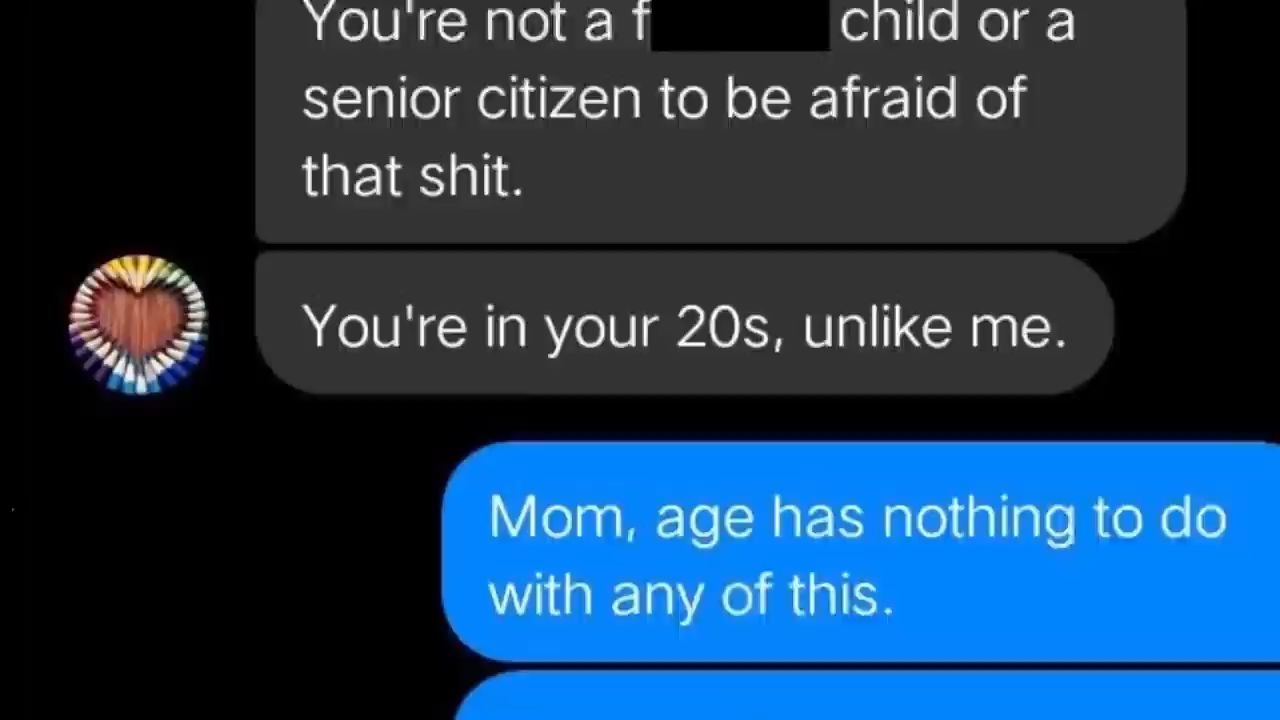 You're not a f child or a
senior citizen to be afraid of
that shit.
You're in your 20s, unlike me.
Mom, age has nothing to do
with any of this.